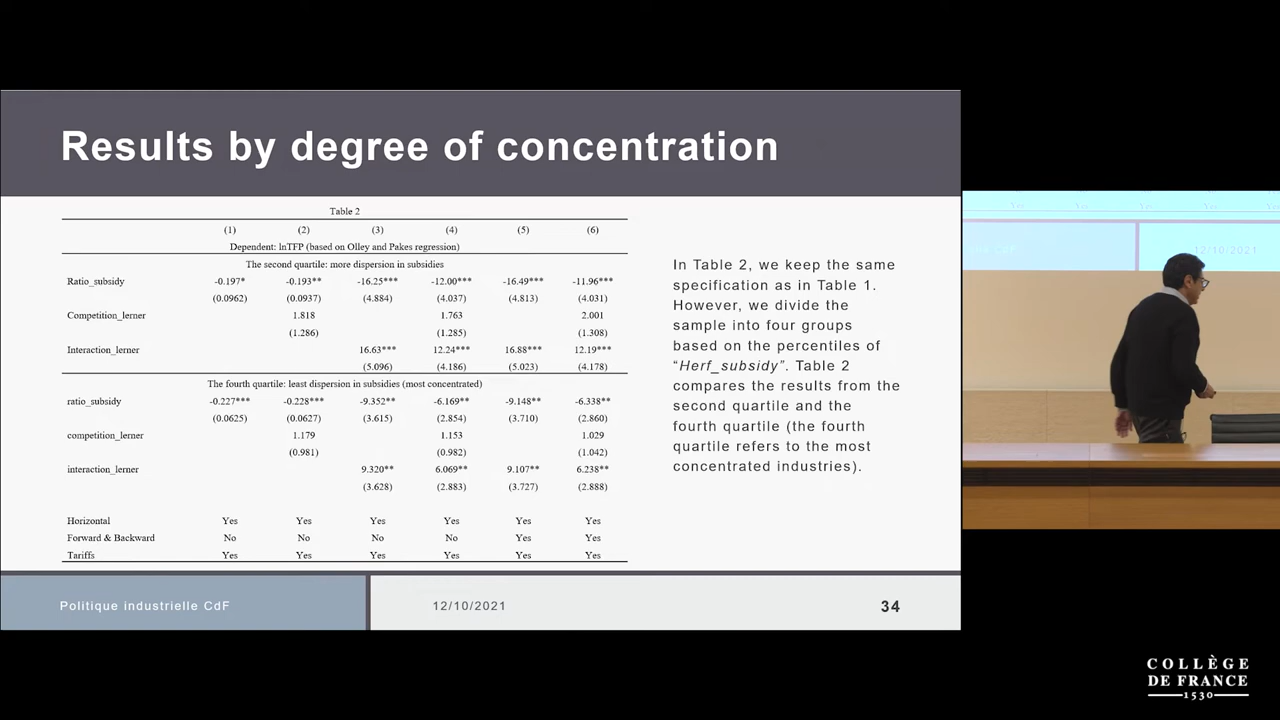 Results by degree of concentration
Table 2
(1) (2) (3) (4) (5) (6)
Dependent: lnTFP (based on Olley and Pakes regression)
The second quartile: more dispersion in subsidies
Ratio_subsidy -0.197* -0.193** -16.25*** -12.00*** -16.49*** -11.96***
(0.0962) (0.0937) (4.884) (4.037) (4.813) (4.031)
Competition_lerner 1.818 1.763 2.001
(1.286) (1.285) (1.308)
Interaction_lerner 16.63*** 12.24*** 16.88*** 12.19***
(5.096) (4.186) (5.023) (4.178)
The fourth quartile: least dispersion in subsidies (most concentrated)
ratio_subsidy -0.227*** -0.228*** -9.352** -6.169** -9.148** -6.338**
(0.0625) (0.0627) (3.615) (2.854) (3.710) (2.860)
competition_lerner 1.179 1.153 1.029
(0.981) (0.982) (1.042)
interaction_lerner 9.320** 6.069** 9.107** 6.238**
(3.628) (2.883) (3.727) (2.888)
Horizontal Yes Yes Yes Yes Yes Yes
Forward & Backward No No No No Yes Yes
Tariffs Yes Yes Yes Yes Yes Yes
In Table 2, we keep the same
specification as in Table 1.
However, we divide the
sample into four groups
based on the percentiles of
“Herf_subsidy”. Table 2
compares the results from the
second quartile and the
fourth quartile (the fourth
quartile refers to the most
concentrated industries).
Politique industrielle CdF
12/10/2021
34
12/10/2021
COLLÈGE
DE FRANCE
1530